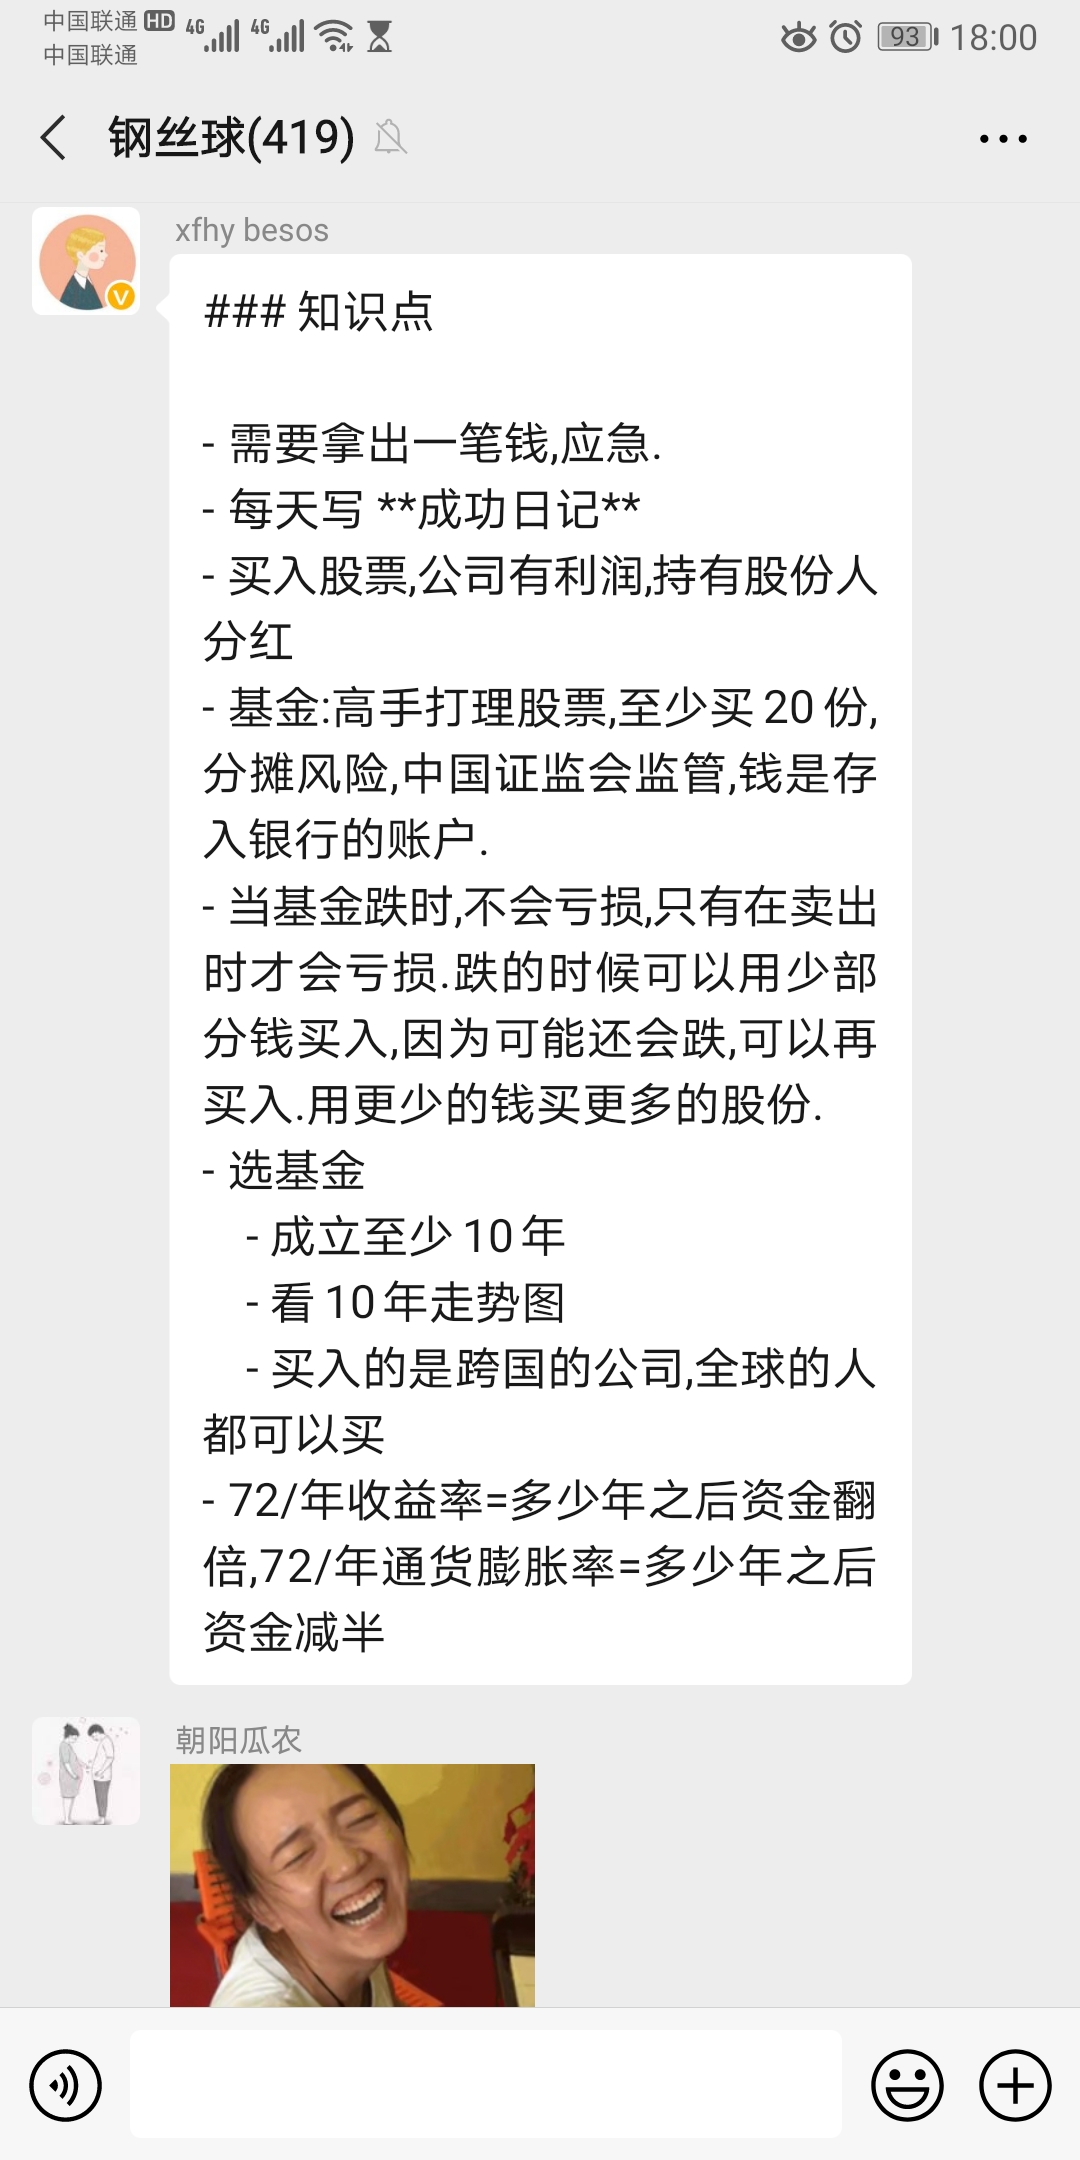 中国联通 HD 4G 4G 93 18:00
中国联通
钢丝球(419)
xfhy besos
### 知识点
- 需要拿出一笔钱,应急.
- 每天写 **成功日记**
- 买入股票,公司有利润,持有股份人
分红
- 基金:高手打理股票,至少买 20 份,
分摊风险,中国证监会监管,钱是存
入银行的账户.
- 当基金跌时,不会亏损,只有在卖出
时才会亏损.跌的时候可以用少部
分钱买入,因为可能还会跌,可以再
买入.用更少的钱买更多的股份.
- 选基金
- 成立至少 10 年
- 看 10 年走势图
- 买入的是跨国的公司,全球的人
都可以买
- 72/年收益率=多少年之后资金翻
倍,72/年通货膨胀率=多少年之后
资金减半
朝阳瓜农